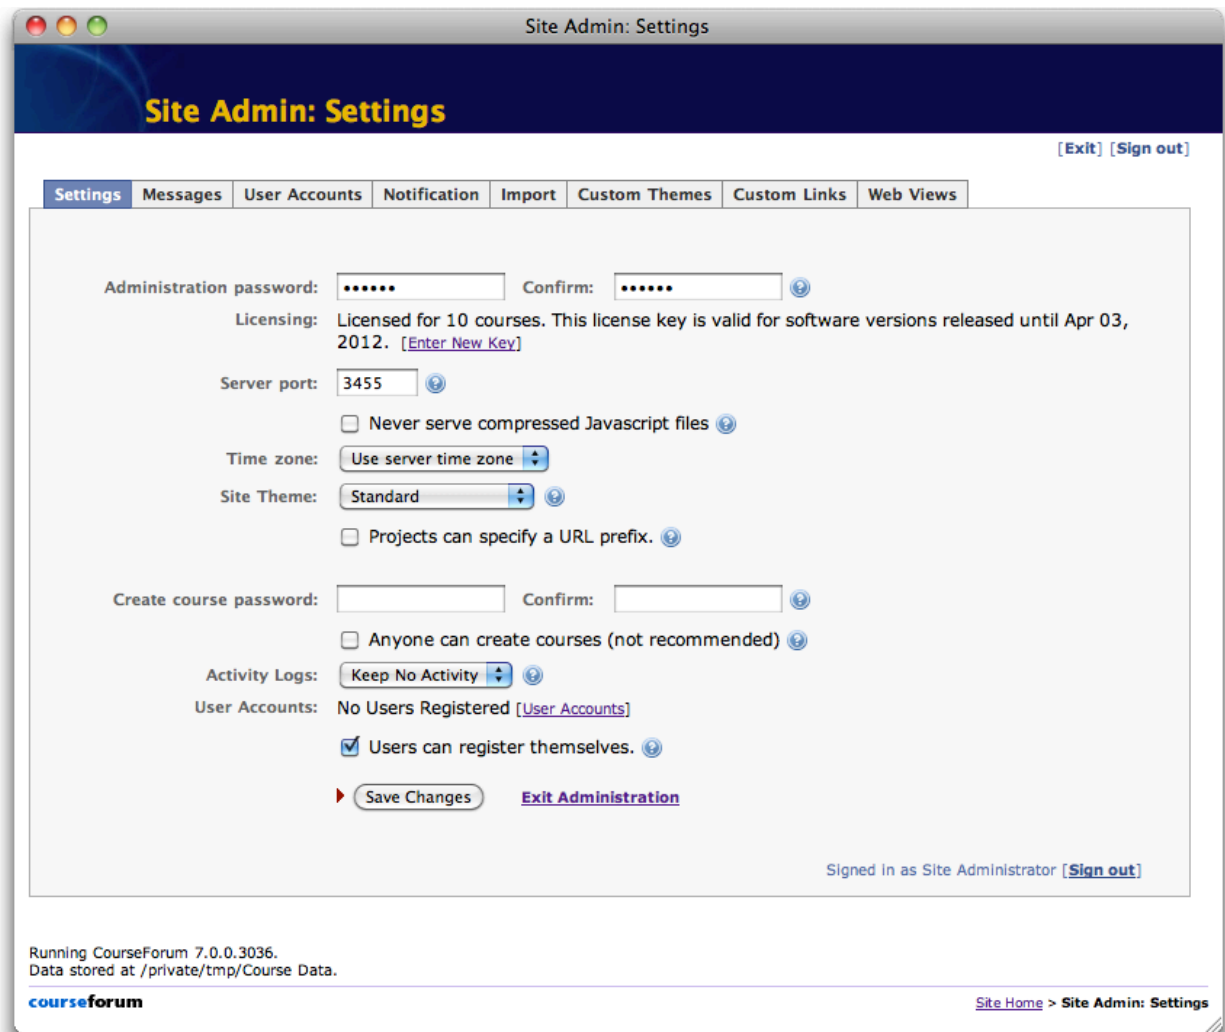 Site Admin: Settings
Site Admin: Settings
[Exit] [Sign out]
Settings Messages User Accounts Notification Import Custom Themes Custom Links Web Views
Administration password: •••••• Confirm: •••••• ?
Licensing: Licensed for 10 courses. This license key is valid for software versions released until Apr 03,
2012. [Enter New Key]
Server port: 3455 ?
Never serve compressed Javascript files ?
Time zone: Use server time zone
Site Theme: Standard ?
Projects can specify a URL prefix. ?
Create course password: Confirm: ?
Anyone can create courses (not recommended) ?
Activity Logs: Keep No Activity ?
User Accounts: No Users Registered [User Accounts]
Users can register themselves. ?
Save Changes Exit Administration
Signed in as Site Administrator [Sign out]
Running CourseForum 7.0.0.3036.
Data stored at /private/tmp/Course Data.
courseforum Site Home > Site Admin: Settings